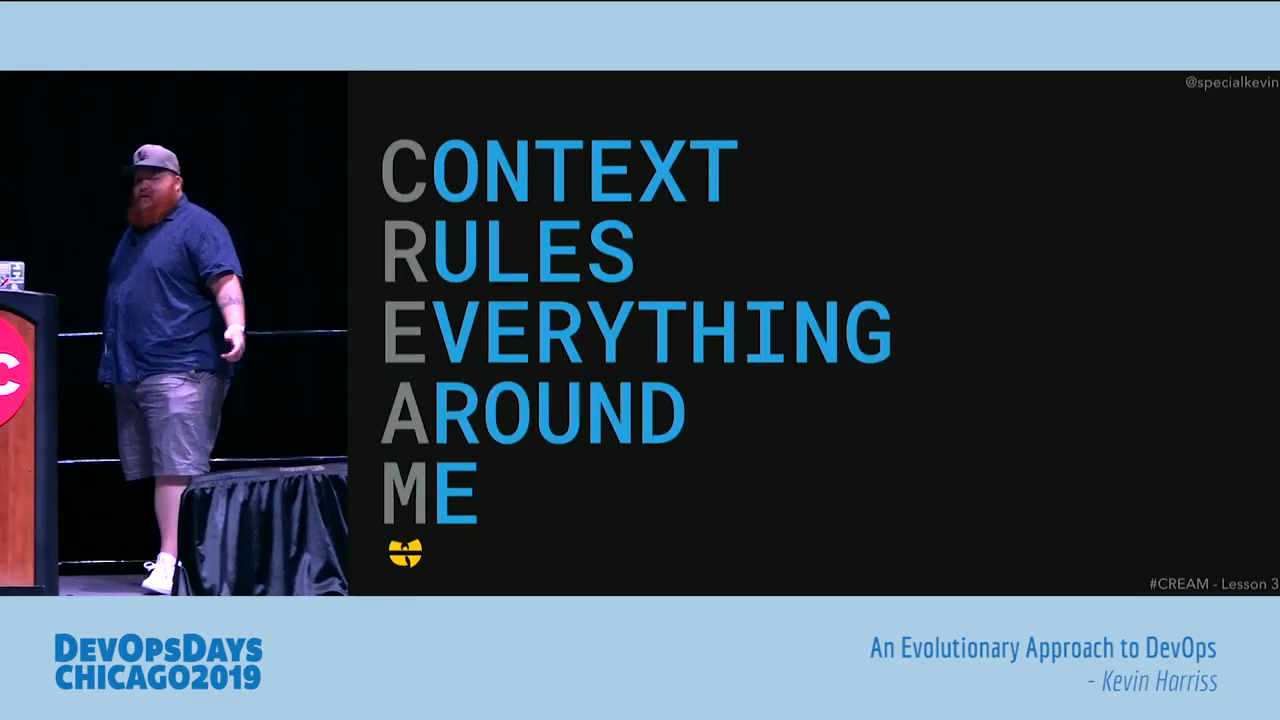 @specialkevin
CONTEXT
RULES
EVERYTHING
AROUND
ME
#CREAM - Lesson 3
C
DEVOPSDAYS
CHICAGO2019
An Evolutionary Approach to DevOps
- Kevin Harriss